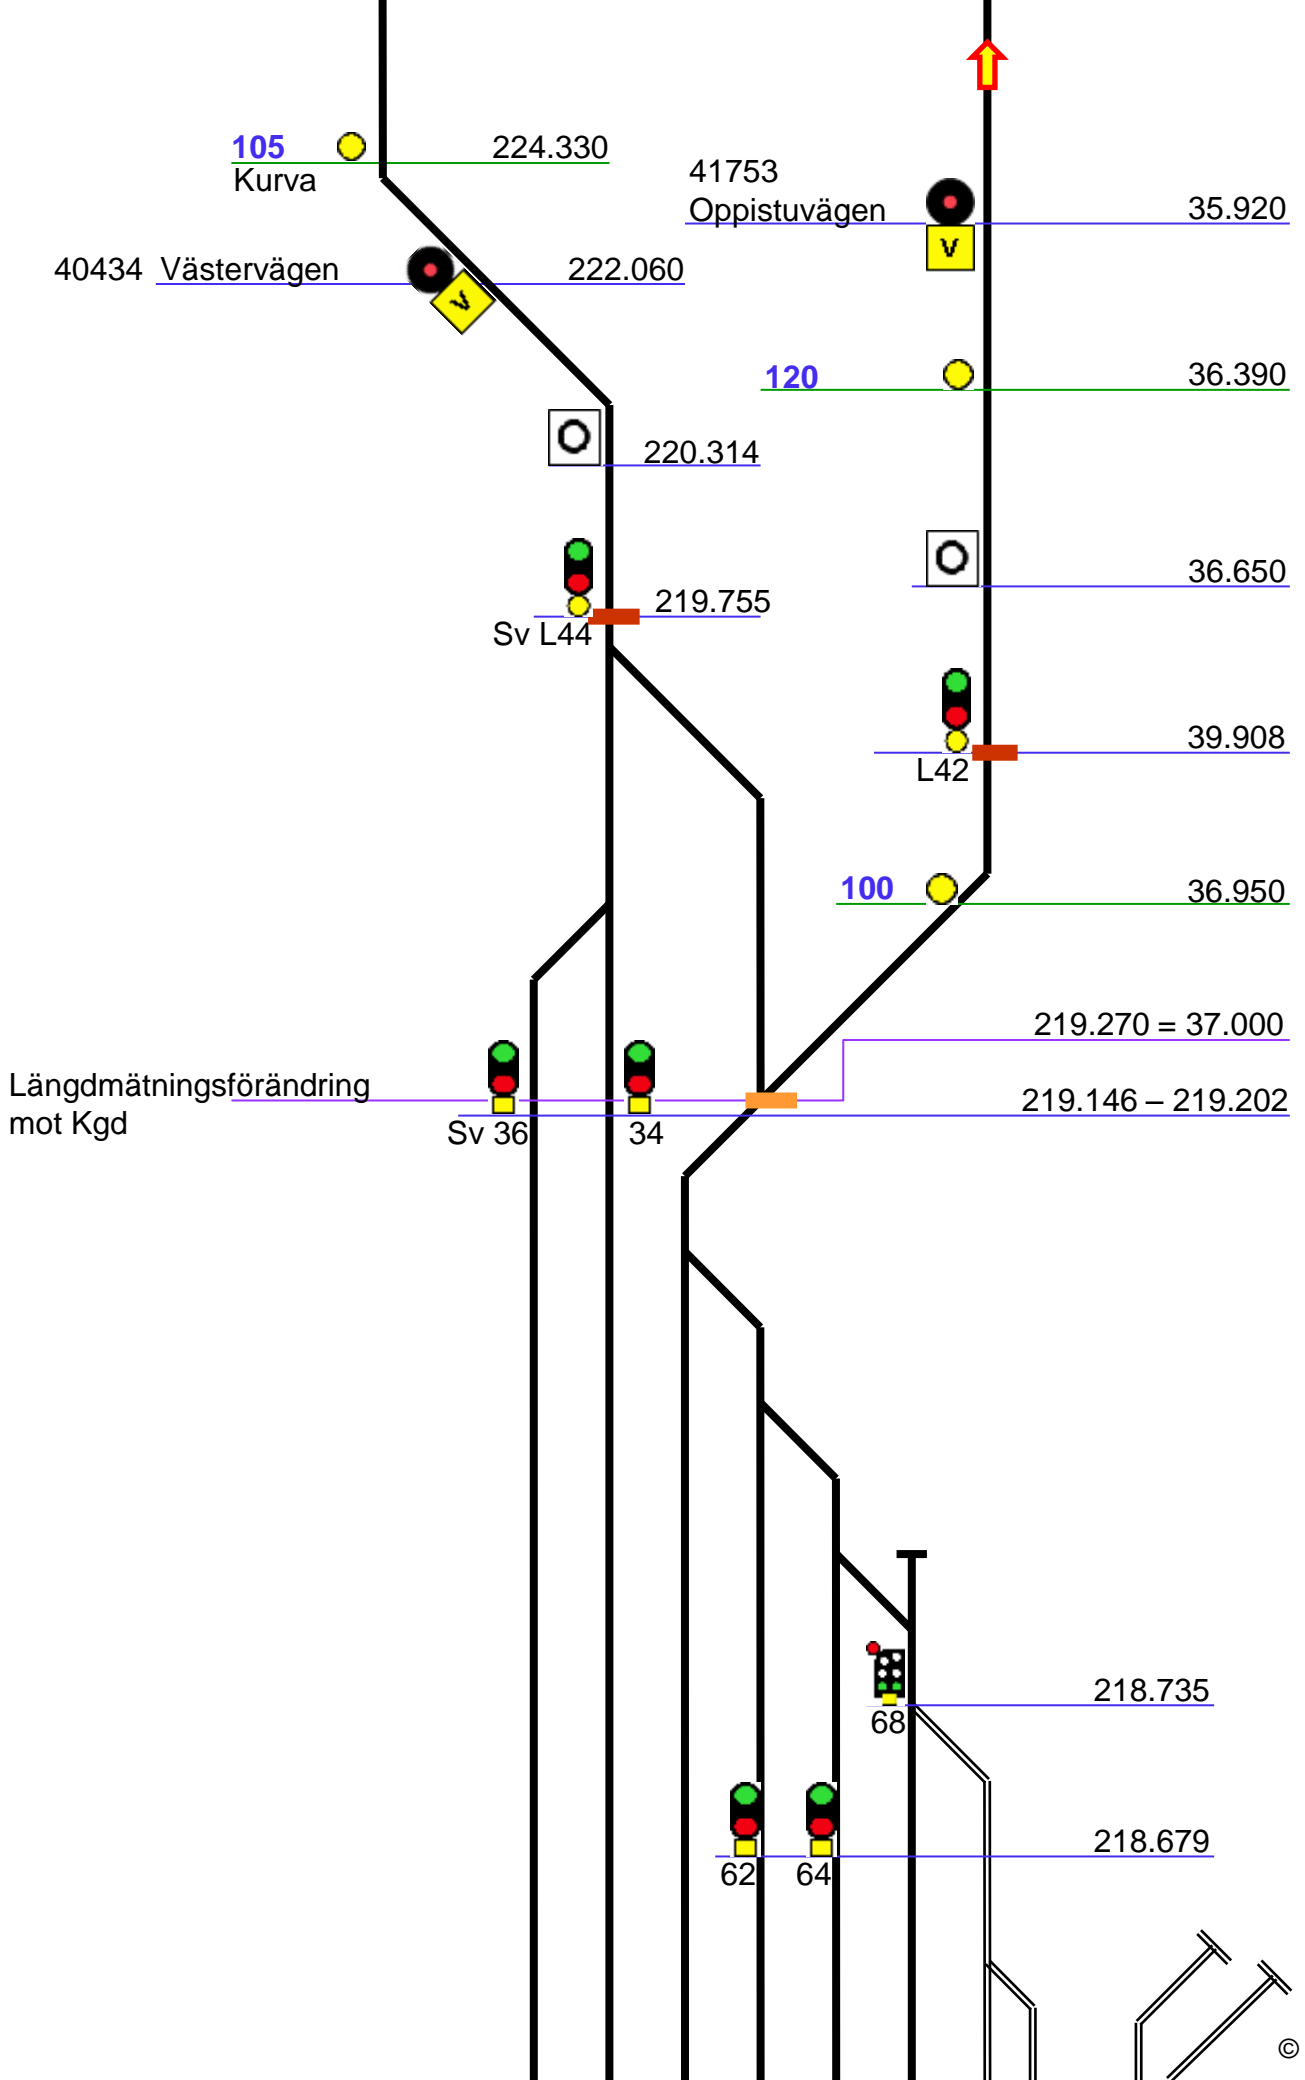 105
224.330
Kurva
41753
Oppistuvägen
35.920
V
40434 Västervägen
222.060
V
120
36.390
O
220.314
O
36.650
219.755
Sv L44
39.908
L42
100
36.950
219.270 = 37.000
Längdmätningsförändring
mot Kgd
219.146 – 219.202
Sv 36
34
218.735
68
218.679
62
64
©